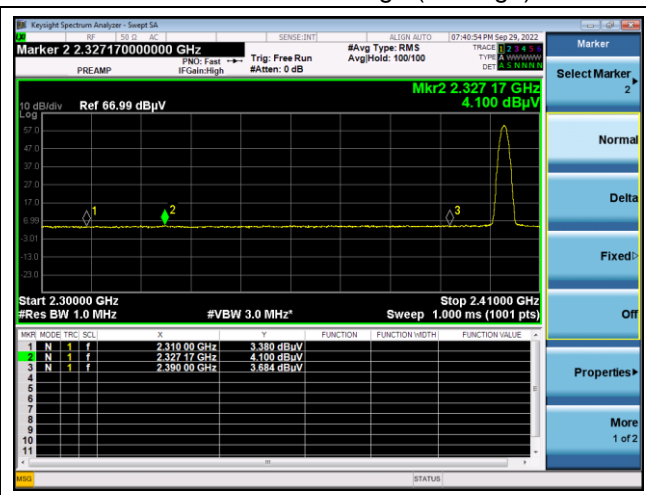 Keysight Spectrum Analyzer - Swept SA
RF 50 Ω AC SENSE:INT ALIGN AUTO 07:40:54 PM Sep 29, 2022
Marker 2 2.327170000000 GHz
PREAMP
PNO: Fast
IFGain:High
Trig: Free Run
#Atten: 0 dB
#Avg Type: RMS
Avg|Hold: 100/100
TRACE 1 2 3 4 5 6
TYPE A WWWWW
DET A S N N N N
Mkr2 2.327 17 GHz
4.100 dBµV
10 dB/div Ref 66.99 dBµV
Log
57.0
47.0
37.0
27.0
17.0
6.99
-3.01
-13.0
-23.0
1
2
3
Start 2.30000 GHz Stop 2.41000 GHz
#Res BW 1.0 MHz #VBW 3.0 MHz* Sweep 1.000 ms (1001 pts)
MKR MODE TRC SCL X Y FUNCTION FUNCTION WIDTH FUNCTION VALUE
1 N 1 f 2.310 00 GHz 3.380 dBµV
2 N 1 f 2.327 17 GHz 4.100 dBµV
3 N 1 f 2.390 00 GHz 3.684 dBµV
4
5
6
7
8
9
10
11
MSG STATUS
Marker
Select Marker
2
Normal
Delta
Fixed
Off
Properties
More
1 of 2